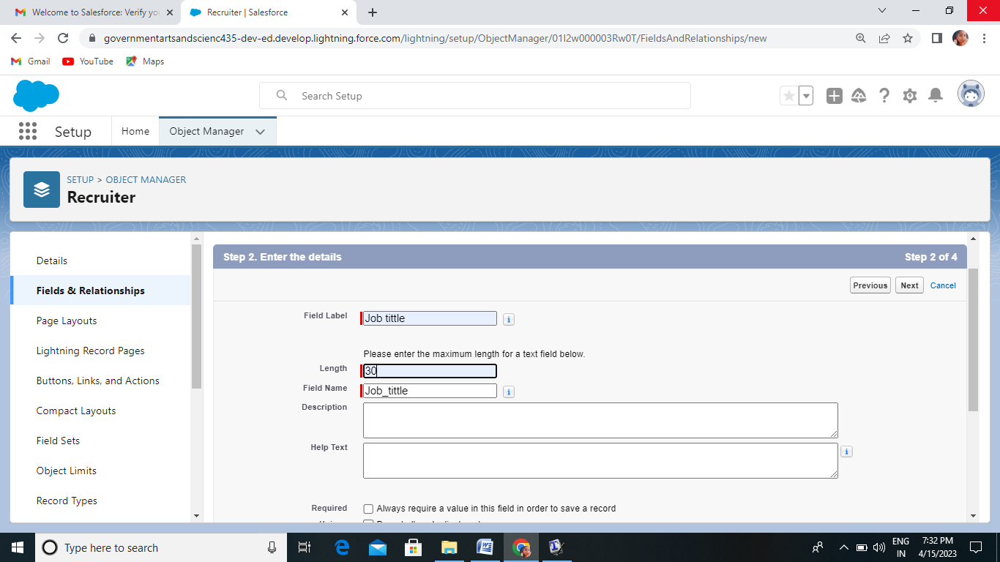 Welcome to Salesforce: Verify yo
Recruiter | Salesforce
governmentartsandscienc435-dev-ed.develop.lightning.force.com/lightning/setup/ObjectManager/01I2w000003Rw0T/FieldsAndRelationships/new
Gmail YouTube Maps
Search Setup
Setup Home Object Manager
SETUP > OBJECT MANAGER
Recruiter
Details
Fields & Relationships
Page Layouts
Lightning Record Pages
Buttons, Links, and Actions
Compact Layouts
Field Sets
Object Limits
Record Types
Step 2. Enter the details Step 2 of 4
Previous Next Cancel
Field Label Job tittle
Please enter the maximum length for a text field below.
Length 30
Field Name Job_tittle
Description
Help Text
Required Always require a value in this field in order to save a record
Type here to search
ENG
IN
7:32 PM
4/15/2023